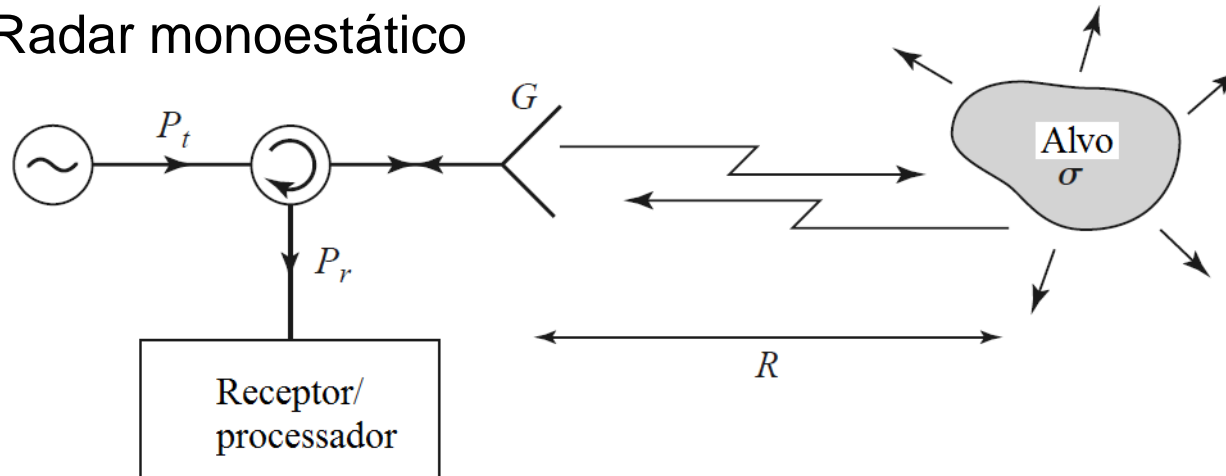 Radar monoestático
G
P_t
Alvo
σ
P_r
R
Receptor/
processador